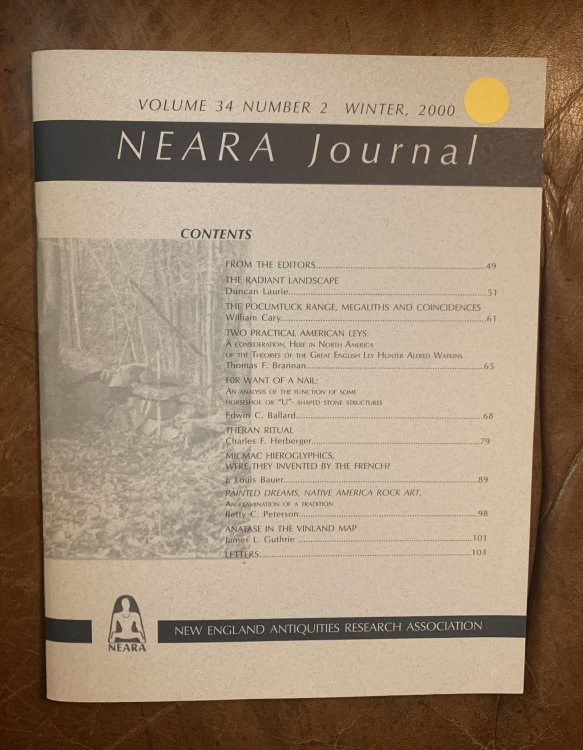 VOLUME 34 NUMBER 2 WINTER, 2000
NEARA Journal
CONTENTS
FROM THE EDITORS....................................................................49
THE RADIANT LANDSCAPE
Duncan Laurie...............................................................................51
THE POCUMTUCK RANGE, MEGALITHS AND COINCIDENCES
William Cary..................................................................................61
TWO PRACTICAL AMERICAN LEYS:
A CONSIDERATION, HERE IN NORTH AMERICA
OF THE THEORIES OF THE GREAT ENGLISH LEY HUNTER ALFRED WATKINS
Thomas F. Brannan........................................................................65
FOR WANT OF A NAIL:
AN ANALYSIS OF THE FUNCTION OF SOME
HORSESHOE OR "U"- SHAPED STONE STRUCTURES
Edwin C. Ballard............................................................................68
THERAN RITUAL
Charles F. Herberger.....................................................................79
MICMAC HIEROGLYPHICS,
WERE THEY INVENTED BY THE FRENCH?
J. Louis Bauer................................................................................89
PAINTED DREAMS, NATIVE AMERICA ROCK ART,
AN EXAMINATION OF A TRADITION
Betty C. Peterson...........................................................................98
ANATASE IN THE VINLAND MAP
James L. Guthrie .........................................................................101
LETTERS......................................................................................103
NEARA
NEW ENGLAND ANTIQUITIES RESEARCH ASSOCIATION